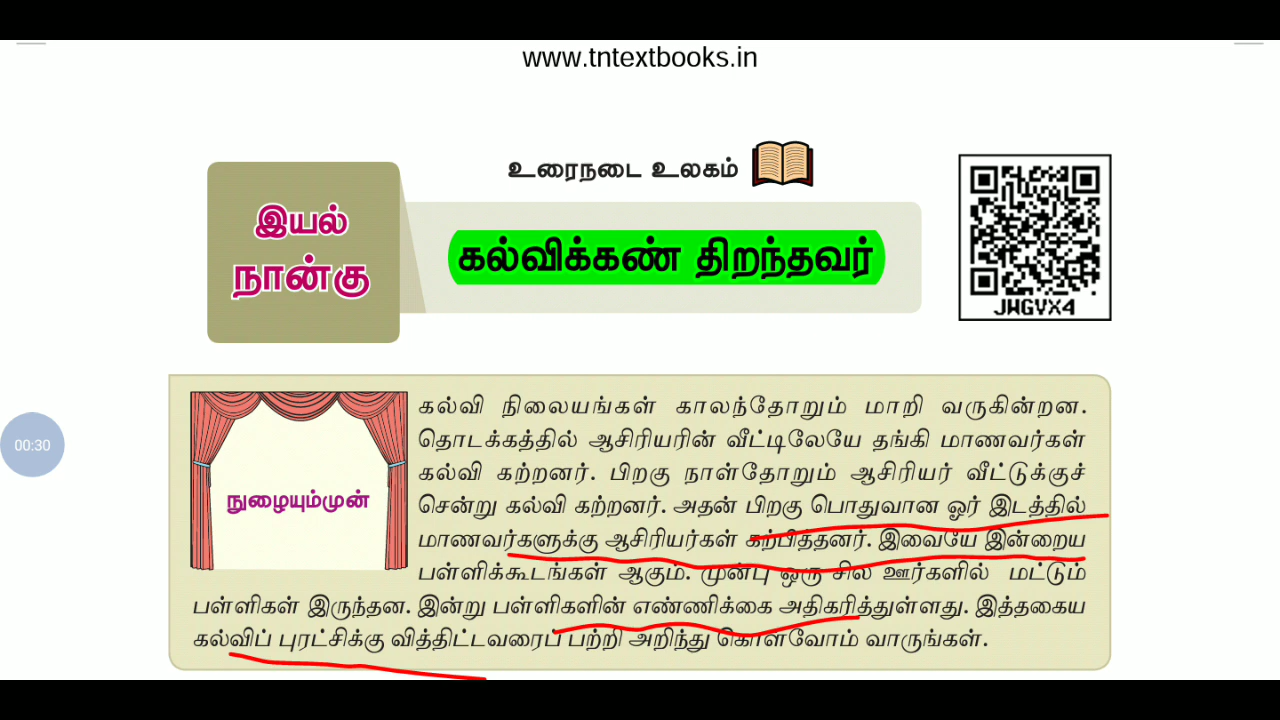 www.tntextbooks.in
உரைநடை உலகம்
இயல்
நான்கு
கல்விக்கண் திறந்தவர்
JWGVX4
நுழையும்முன்
கல்வி நிலையங்கள் காலந்தோறும் மாறி வருகின்றன.
தொடக்கத்தில் ஆசிரியரின் வீட்டிலேயே தங்கி மாணவர்கள்
கல்வி கற்றனர். பிறகு நாள்தோறும் ஆசிரியர் வீட்டுக்குச்
சென்று கல்வி கற்றனர். அதன் பிறகு பொதுவான ஓர் இடத்தில்
மாணவர்களுக்கு ஆசிரியர்கள் கற்பித்தனர். இவையே இன்றைய
பள்ளிக்கூடங்கள் ஆகும். முன்பு ஒரு சில ஊர்களில் மட்டும்
பள்ளிகள் இருந்தன. இன்று பள்ளிகளின் எண்ணிக்கை அதிகரித்துள்ளது. இத்தகைய
கல்விப் புரட்சிக்கு வித்திட்டவரைப் பற்றி அறிந்து கொள்வோம் வாருங்கள்.
00:30